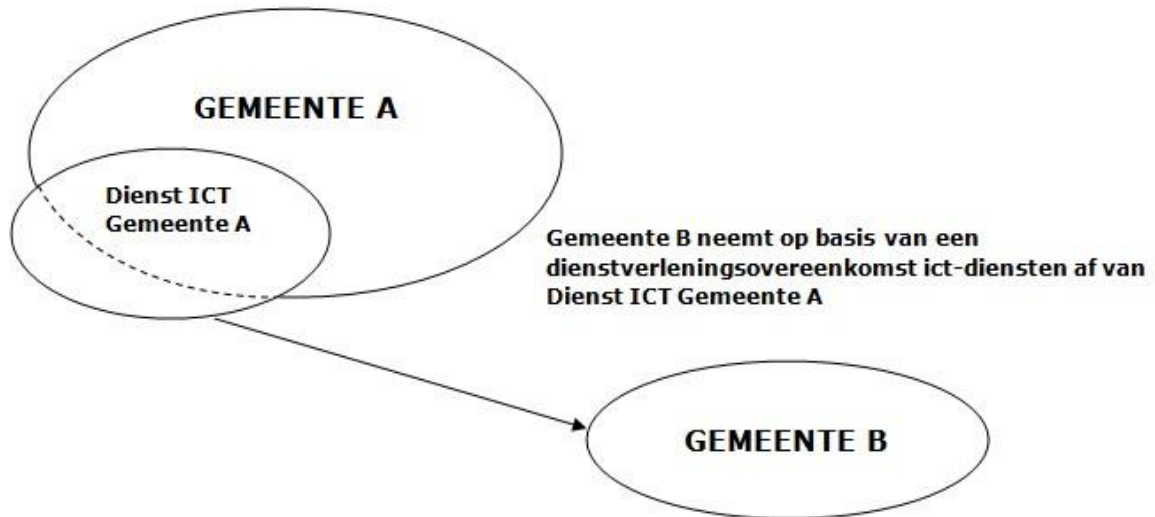 GEMEENTE A
Dienst ICT
Gemeente A
Gemeente B neemt op basis van een
dienstverleningsovereenkomst ict-diensten af van
Dienst ICT Gemeente A
GEMEENTE B